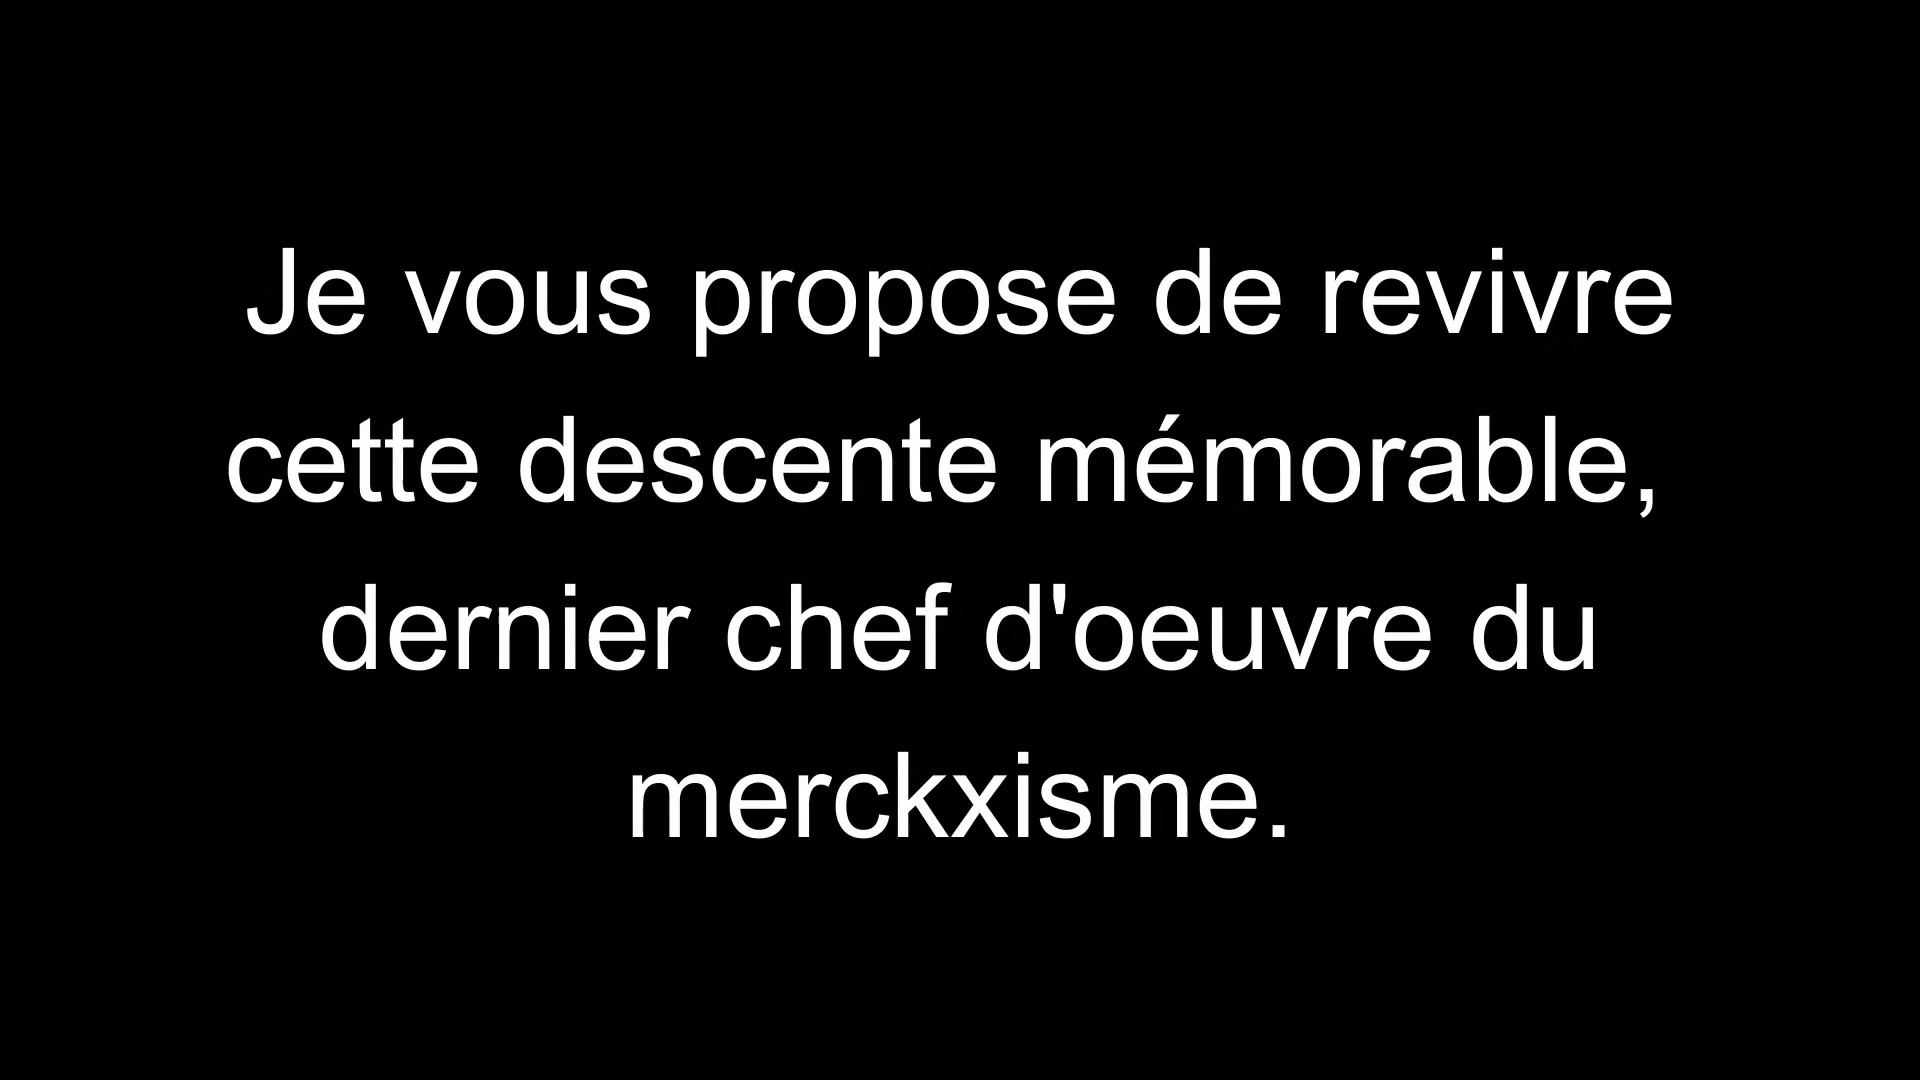 Je vous propose de revivre
cette descente mémorable,
dernier chef d'oeuvre du
merckxisme.